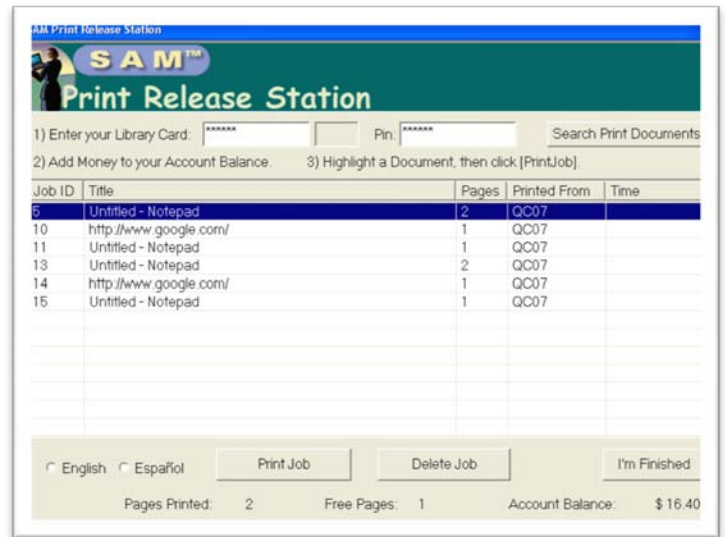 SAM Print Release Station
SAM™
Print Release Station
1) Enter your Library Card: ****** Pin: ****** Search Print Documents
2) Add Money to your Account Balance. 3) Highlight a Document, then click [PrintJob].
Job ID Title Pages Printed From Time
5 Untitled - Notepad 2 QC07
10 http://www.google.com/ 1 QC07
11 Untitled - Notepad 1 QC07
13 Untitled - Notepad 2 QC07
14 http://www.google.com/ 1 QC07
15 Untitled - Notepad 1 QC07
English Español Print Job Delete Job I'm Finished
Pages Printed: 2 Free Pages: 1 Account Balance: $ 16.40